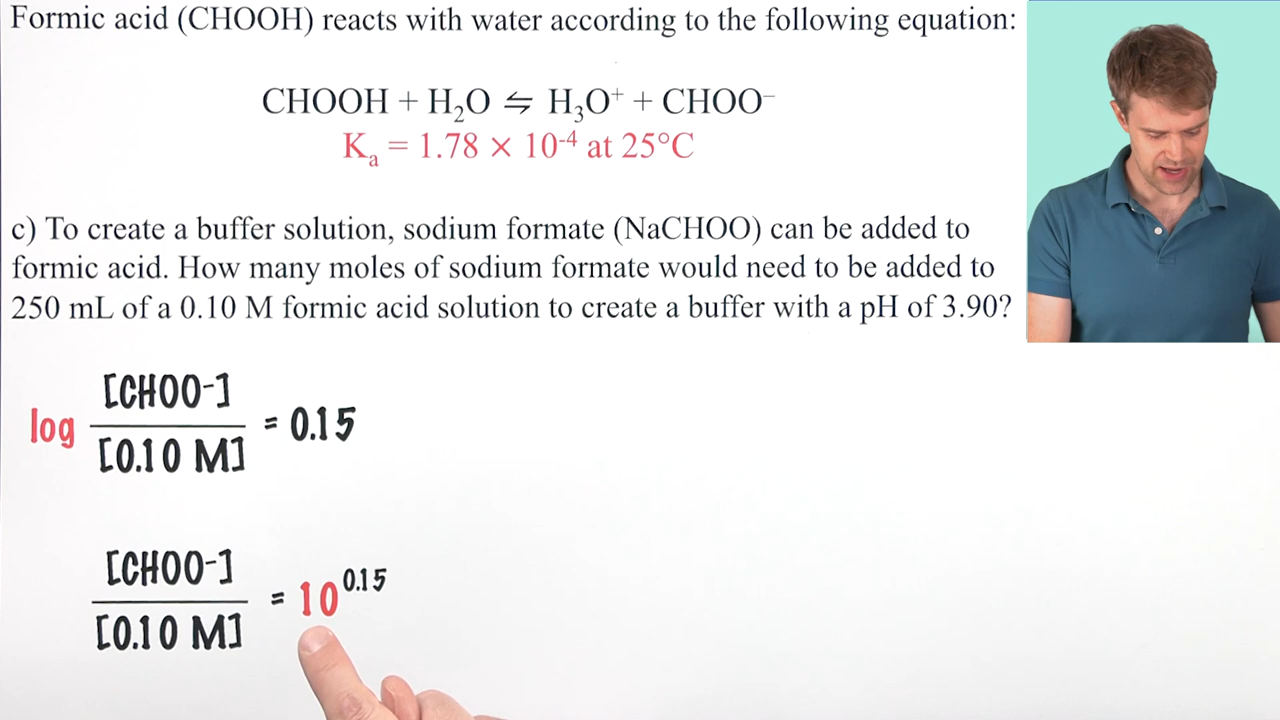 Formic acid (CHOOH) reacts with water according to the following equation:
CHOOH + H₂O ⇋ H₃O⁺ + CHOO⁻
Kₐ = 1.78 × 10⁻⁴ at 25°C
c) To create a buffer solution, sodium formate (NaCHOO) can be added to
formic acid. How many moles of sodium formate would need to be added to
250 mL of a 0.10 M formic acid solution to create a buffer with a pH of 3.90?
log [CHOO⁻] / [0.10 M] = 0.15
[CHOO⁻] / [0.10 M] = 10^0.15